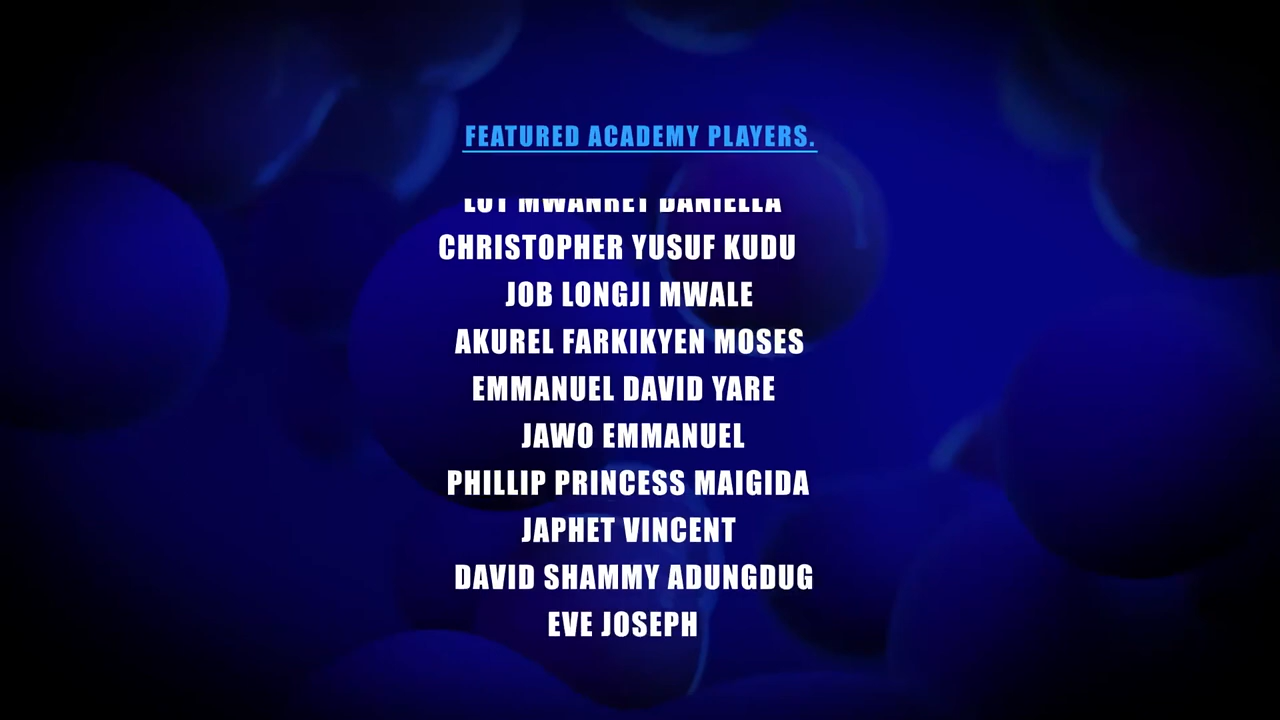 FEATURED ACADEMY PLAYERS.
DANIELLA
CHRISTOPHER YUSUF KUDU
JOB LONGJI MWALE
AKUREL FARKIKYEN MOSES
EMMANUEL DAVID YARE
JAWO EMMANUEL
PHILLIP PRINCESS MAIGIDA
JAPHET VINCENT
DAVID SHAMMY ADUNGDUG
EVE JOSEPH